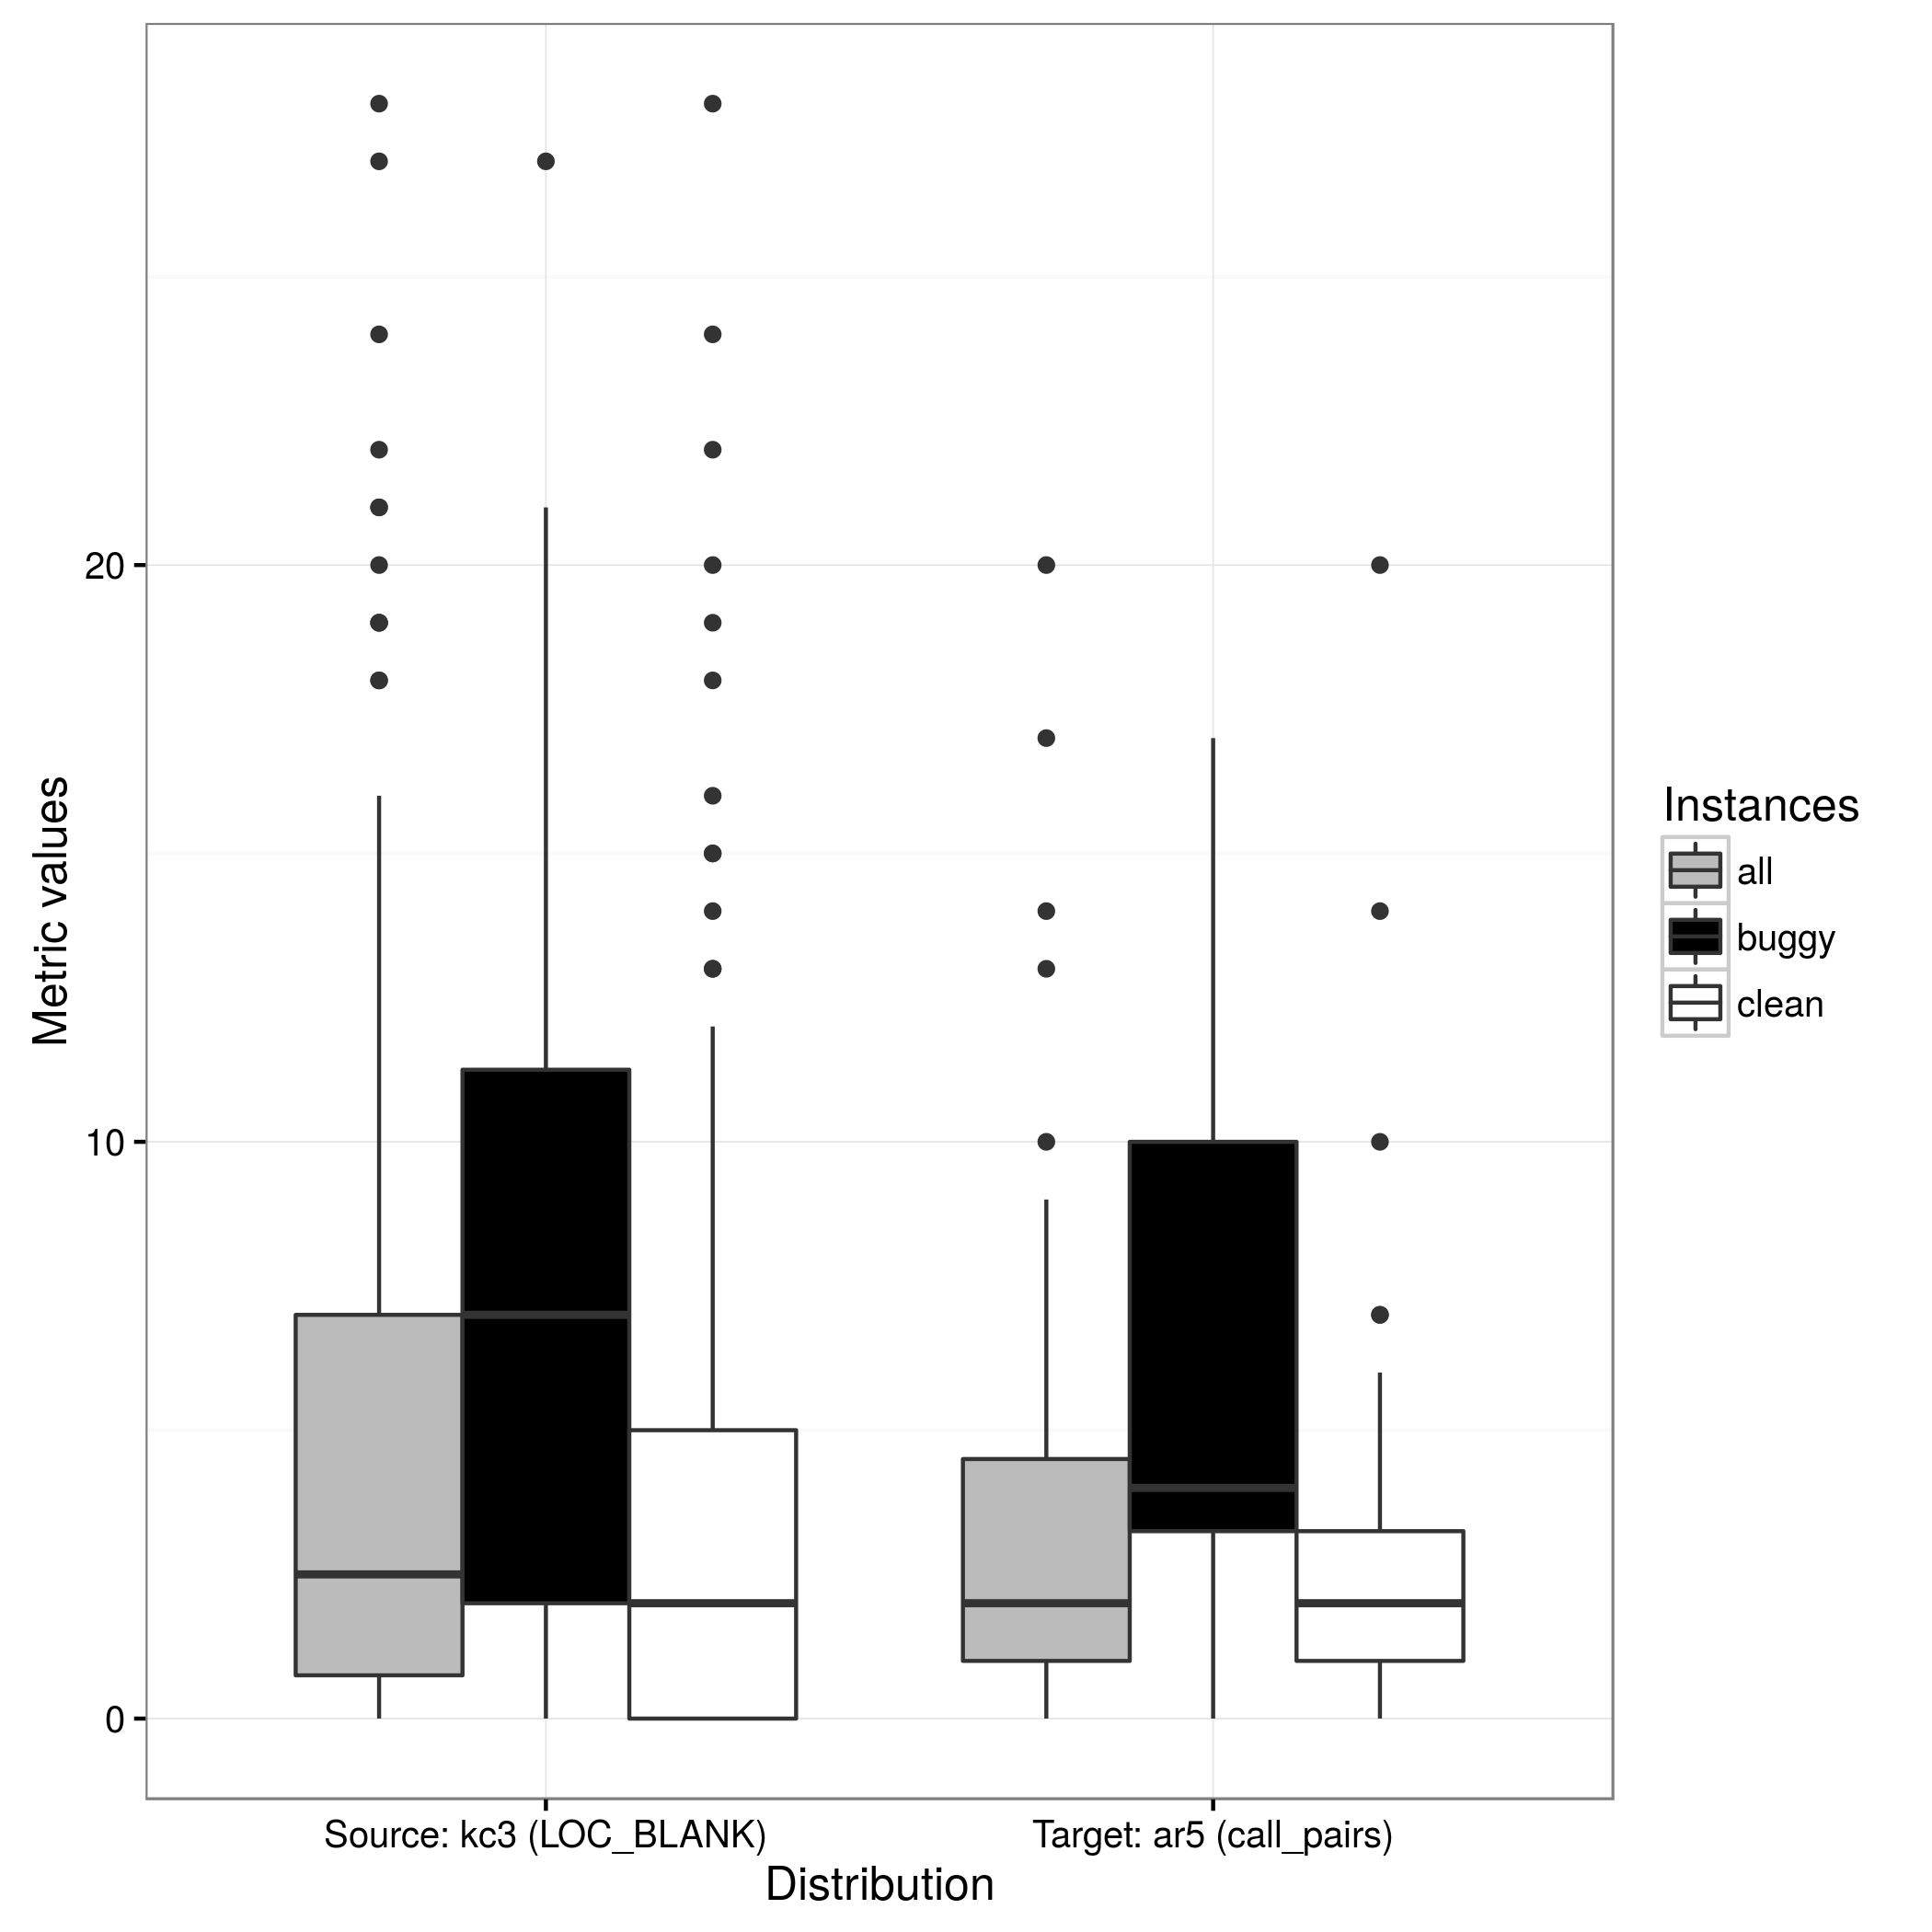 Metric values
20
10
0
Source: kc3 (LOC_BLANK)
Target: ar5 (call_pairs)
Distribution
Instances
all
buggy
clean